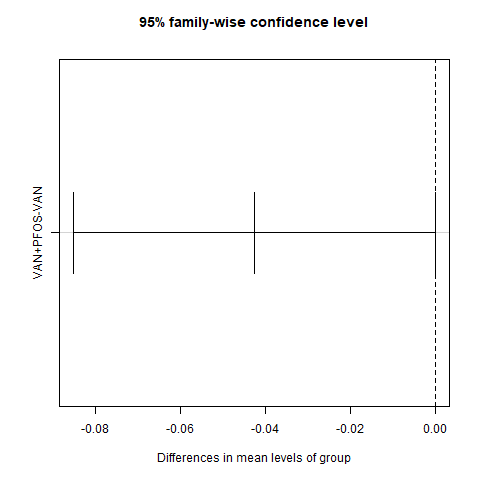 95% family-wise confidence level
VAN+PFOS-VAN
-0.08 -0.06 -0.04 -0.02 0.00
Differences in mean levels of group